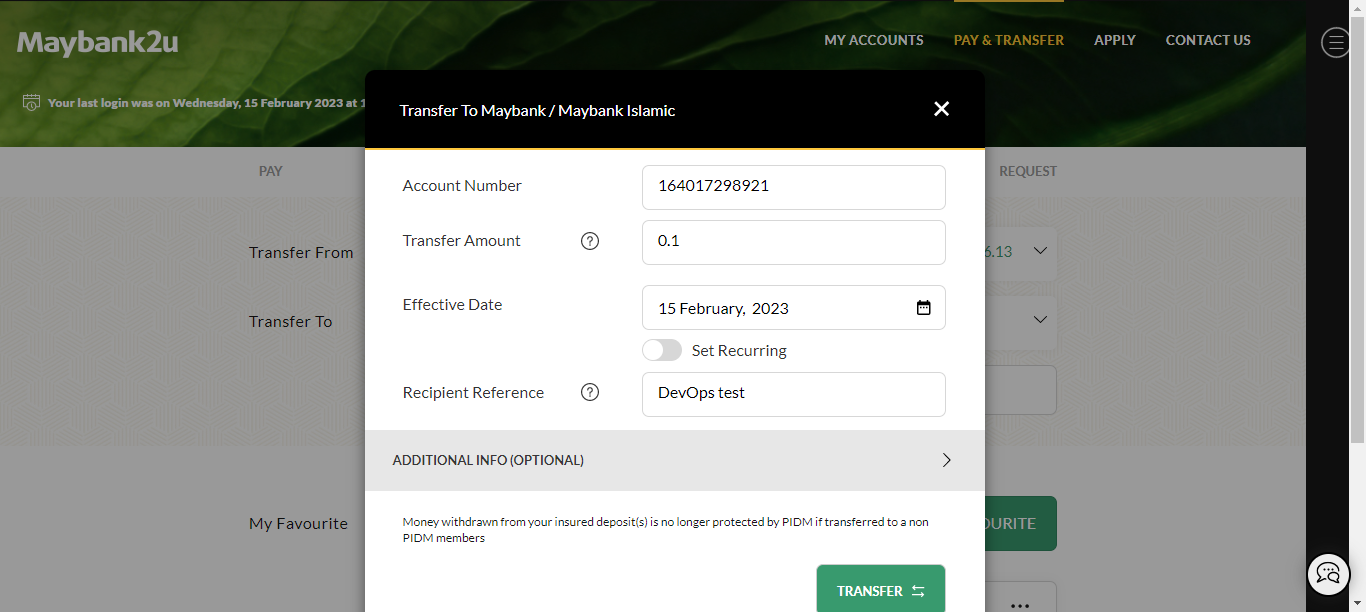 Maybank2u
MY ACCOUNTS
PAY & TRANSFER
APPLY
CONTACT US
Your last login was on Wednesday, 15 February 2023 at 1
Transfer To Maybank / Maybank Islamic
PAY
REQUEST
Account Number
164017298921
Transfer Amount
?
0.1
Transfer From
6.13
Effective Date
15 February, 2023
Transfer To
Set Recurring
Recipient Reference
?
DevOps test
ADDITIONAL INFO (OPTIONAL)
My Favourite
OURITE
Money withdrawn from your insured deposit(s) is no longer protected by PIDM if transferred to a non
PIDM members
TRANSFER